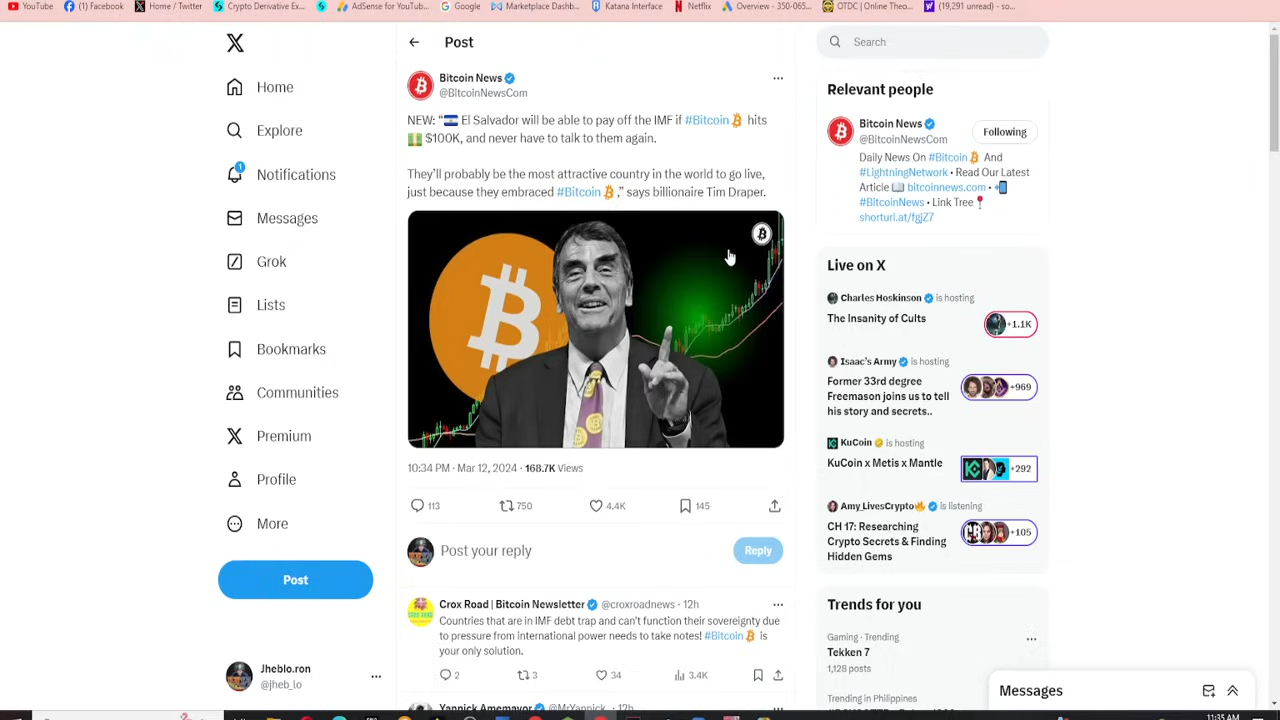 YouTube
(1) Facebook
Home / Twitter
Crypto Derivative Ex...
AdSense for YouTub...
Google
Marketplace Dashb...
Katana Interface
Netflix
Overview - 350-065...
OTDC | Online Theo...
(19,291 unread) - so...
Post
Search
Home
Explore
1
Notifications
Messages
Grok
Lists
Bookmarks
Communities
Premium
Profile
More
Post
Jheblo.ron
@jheb_lo
Bitcoin News
@BitcoinNewsCom
NEW: “🇸🇻 El Salvador will be able to pay off the IMF if #Bitcoin hits
💵 $100K, and never have to talk to them again.
They'll probably be the most attractive country in the world to go live,
just because they embraced #Bitcoin ,” says billionaire Tim Draper.
10:34 PM · Mar 12, 2024 · 168.7K Views
113
750
4.4K
145
Post your reply
Reply
Crox Road | Bitcoin Newsletter @croxroadnews · 12h
Countries that are in IMF debt trap and can't function their sovereignty due
to pressure from international power needs to take notes! #Bitcoin is
your only solution.
2
3
34
3.4K
Yannick Amemavor @MrYannick · 12h
Relevant people
Bitcoin News
@BitcoinNewsCom
Following
Daily News On #Bitcoin And
#LightningNetwork • Read Our Latest
Article 📖 bitcoinnews.com • 📲
#BitcoinNews • Link Tree📍
shorturl.at/fgjZ7
Live on X
Charles Hoskinson is hosting
The Insanity of Cults
+1.1K
Isaac's Army is hosting
Former 33rd degree
Freemason joins us to tell
his story and secrets..
+969
KuCoin is hosting
KuCoin x Metis x Mantle
+292
Amy LivesCrypto🔥 is listening
CH 17: Researching
Crypto Secrets & Finding
Hidden Gems
+105
Trends for you
Gaming · Trending
Tekken 7
1,128 posts
Trending in Philippines
Messages
11:35 AM